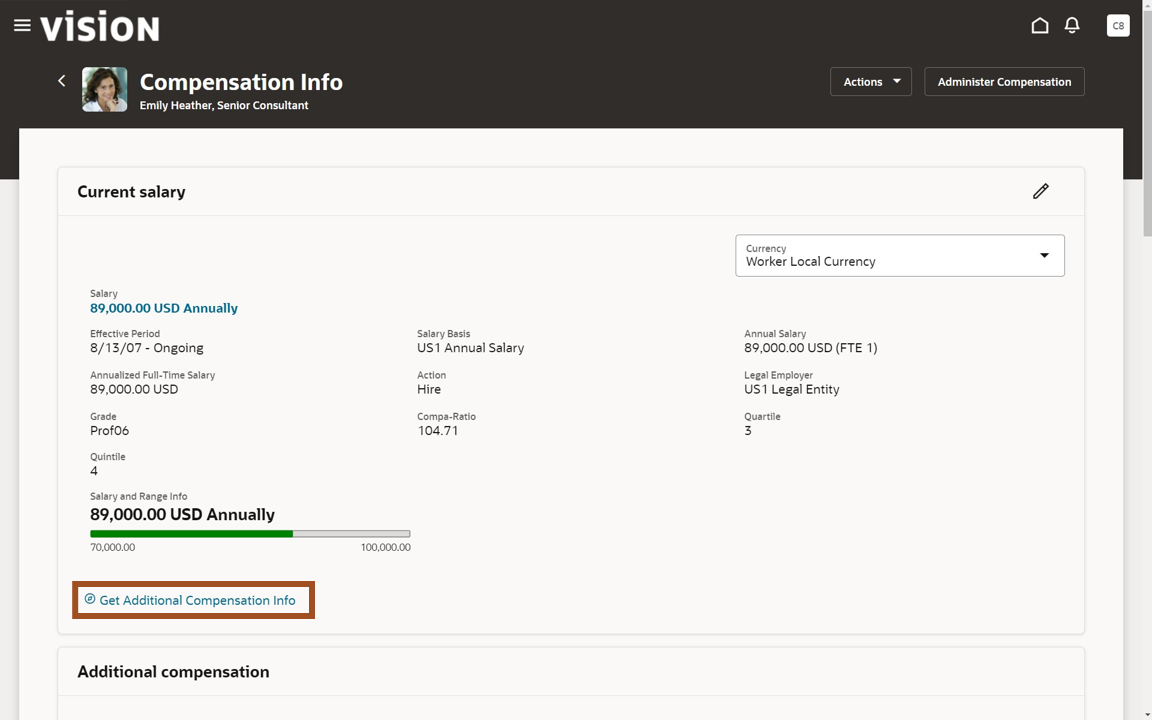 vision
C8
Compensation Info
Emily Heather, Senior Consultant
Actions
Administer Compensation
Current salary
Currency
Worker Local Currency
Salary
89,000.00 USD Annually
Effective Period
8/13/07 - Ongoing
Salary Basis
US1 Annual Salary
Annual Salary
89,000.00 USD (FTE 1)
Annualized Full-Time Salary
89,000.00 USD
Action
Hire
Legal Employer
US1 Legal Entity
Grade
Prof06
Compa-Ratio
104.71
Quartile
3
Quintile
4
Salary and Range Info
89,000.00 USD Annually
70,000.00
100,000.00
Get Additional Compensation Info
Additional compensation